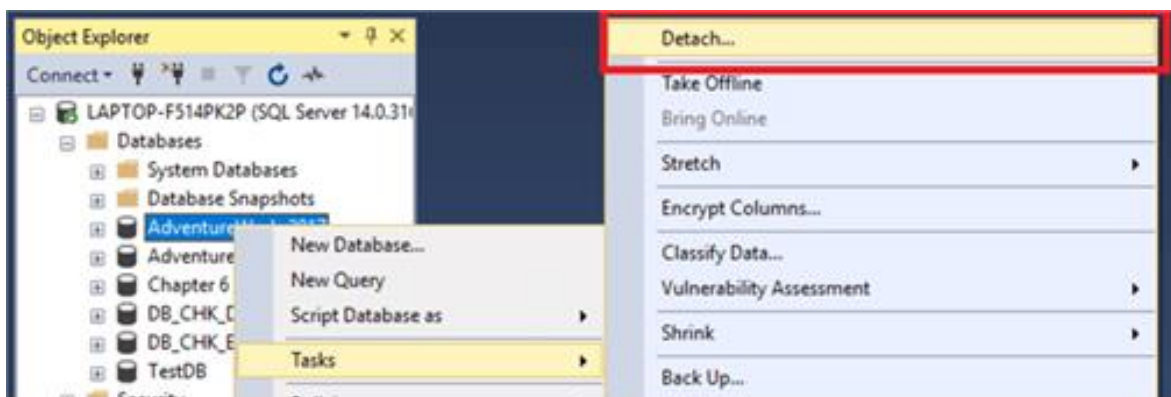 Object Explorer
Connect
LAPTOP-F514PK2P (SQL Server 14.0.31
Databases
System Databases
Database Snapshots
Adventure
Adventure
Chapter 6
DB_CHK_
DB_CHK_E
TestDB
New Database...
New Query
Script Database as
Tasks
Detach...
Take Offline
Bring Online
Stretch
Encrypt Columns...
Classify Data...
Vulnerability Assessment
Shrink
Back Up...